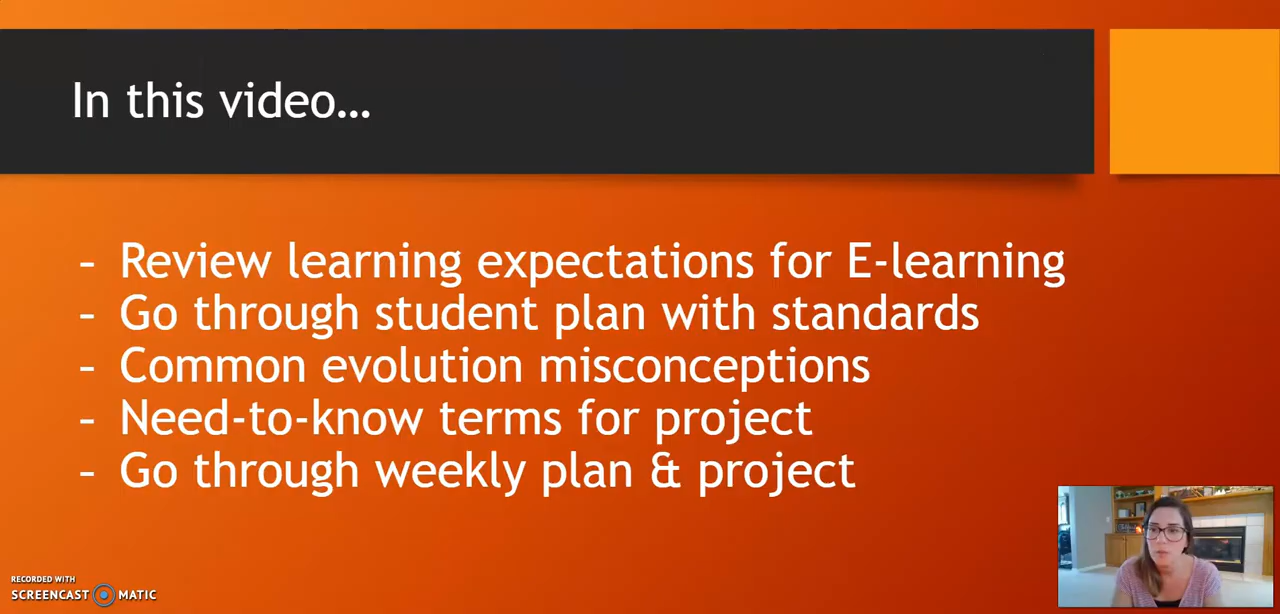 In this video…
- Review learning expectations for E-learning
- Go through student plan with standards
- Common evolution misconceptions
- Need-to-know terms for project
- Go through weekly plan & project
RECORDED WITH
SCREENCAST MATIC